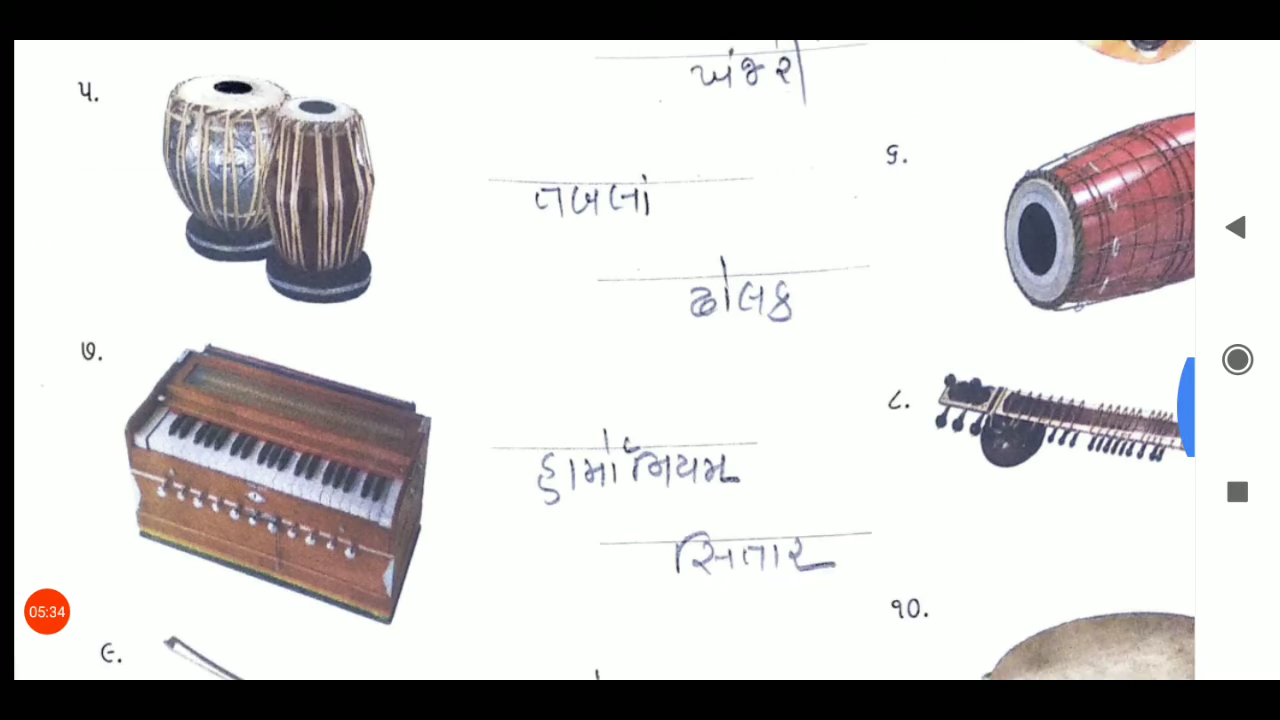 ખંજરી
૫.
૬.
તબલાં
ઢોલક
૭.
૮.
હાર્મોનિયમ
સિતાર
૧૦.
૯.
05:34